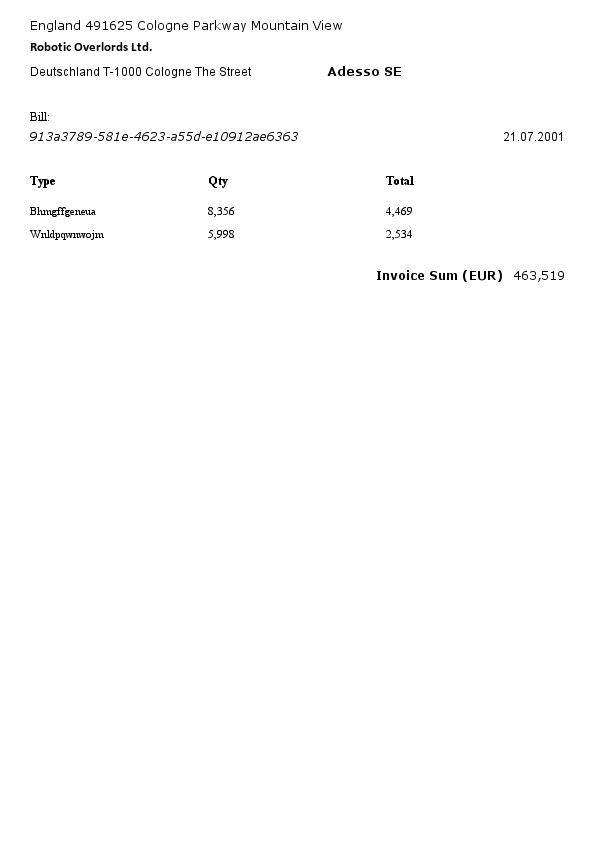 England 491625 Cologne Parkway Mountain View
Robotic Overlords Ltd.
Deutschland T-1000 Cologne The Street Adesso SE
Bill:
913a3789-581e-4623-a55d-e10912ae6363 21.07.2001
Type Qty Total
Bhmgffgeneua 8,356 4,469
Wnldpqwnwojm 5,998 2,534
Invoice Sum (EUR) 463,519